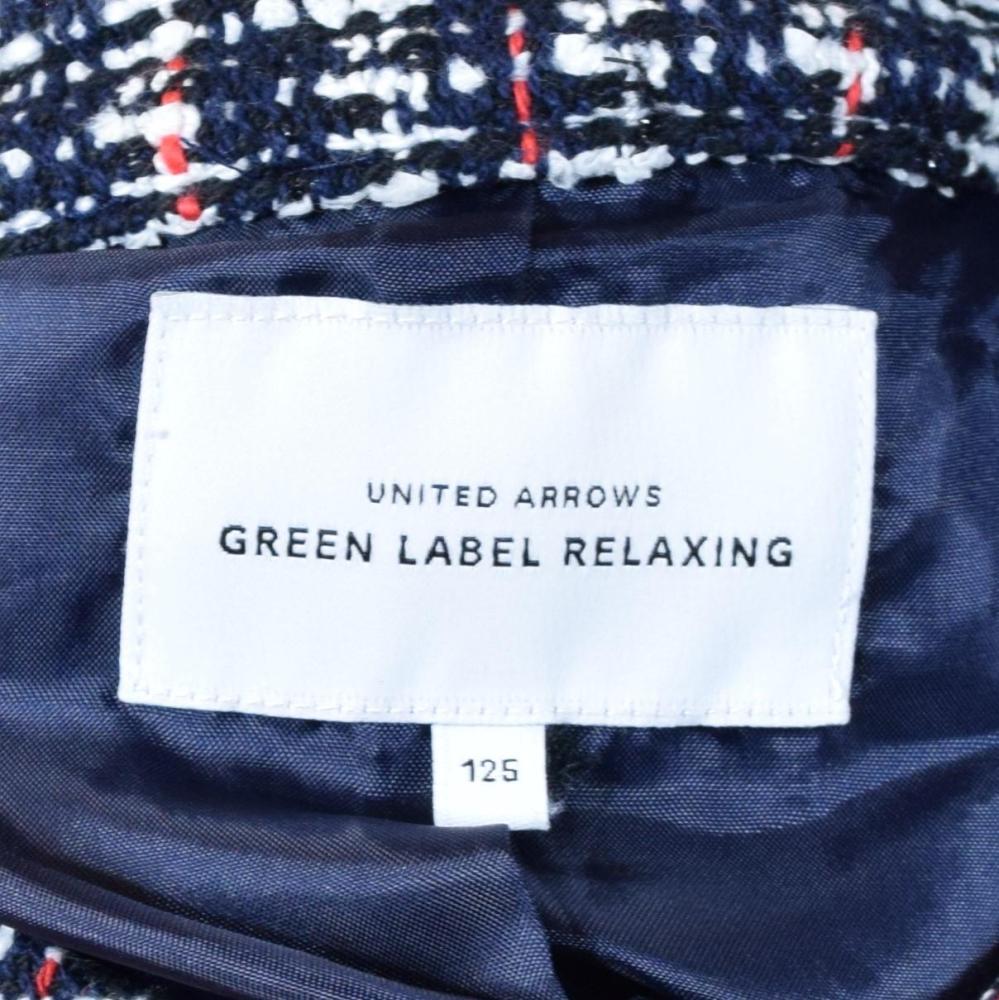 UNITED ARROWS
GREEN LABEL RELAXING
125